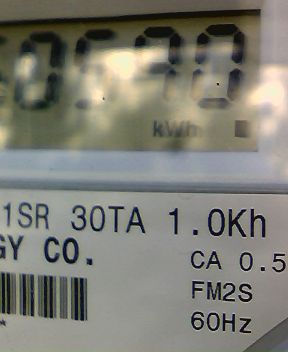 kWh
1SR 30TA 1.0Kh
GY CO.
CA 0.5
FM2S
60Hz